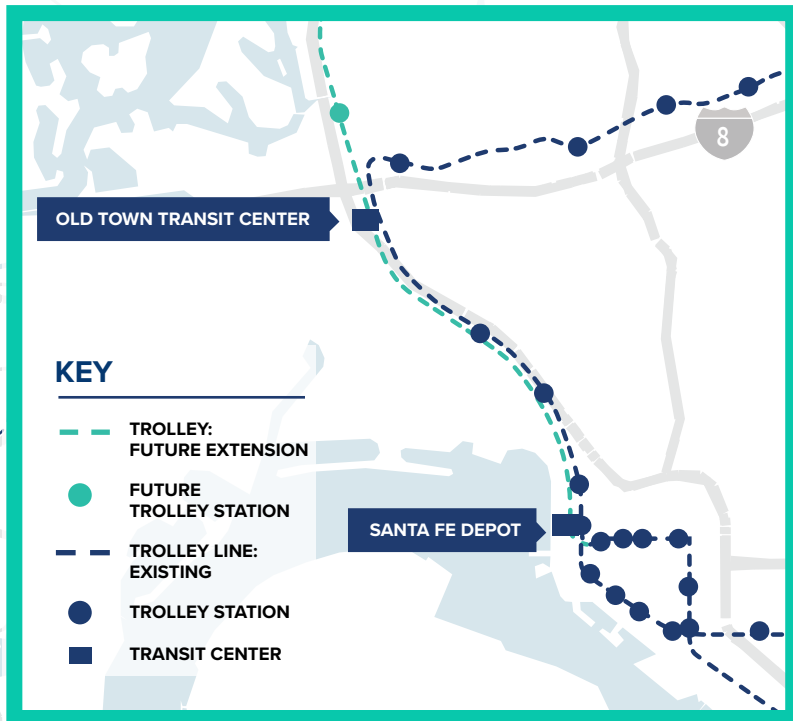 8
OLD TOWN TRANSIT CENTER
KEY
TROLLEY:
FUTURE EXTENSION
FUTURE
TROLLEY STATION
SANTA FE DEPOT
TROLLEY LINE:
EXISTING
TROLLEY STATION
TRANSIT CENTER